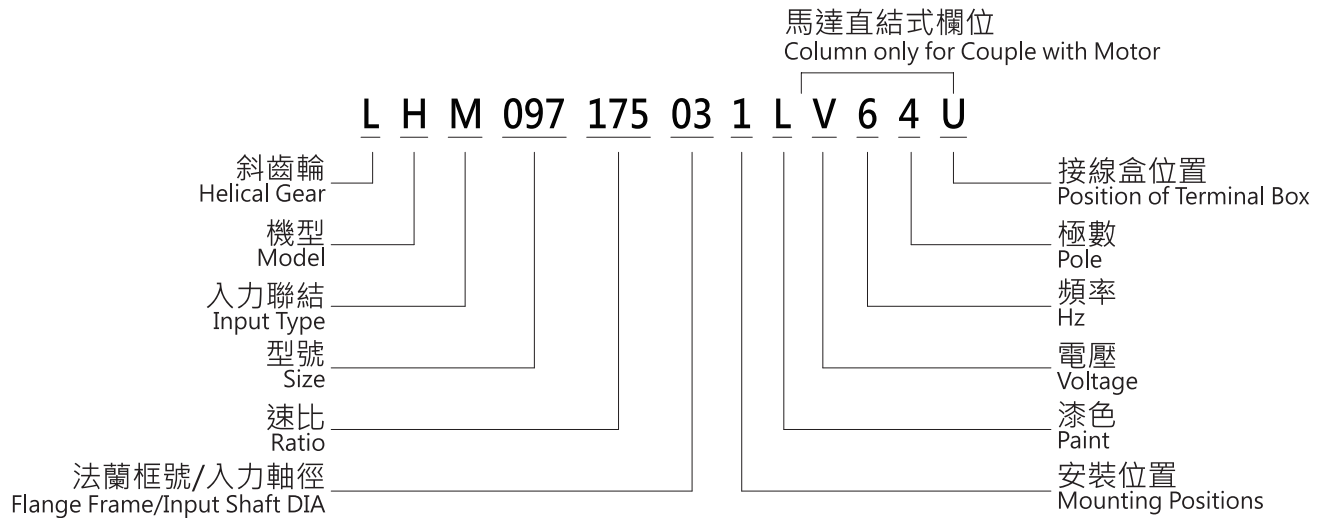 馬達直結式欄位
Column only for Couple with Motor
L H M 097 175 03 1 L V 6 4 U
斜齒輪
Helical Gear
機型
Model
入力聯結
Input Type
型號
Size
速比
Ratio
法蘭框號/入力軸徑
Flange Frame/Input Shaft DIA
接線盒位置
Position of Terminal Box
極數
Pole
頻率
Hz
電壓
Voltage
漆色
Paint
安裝位置
Mounting Positions